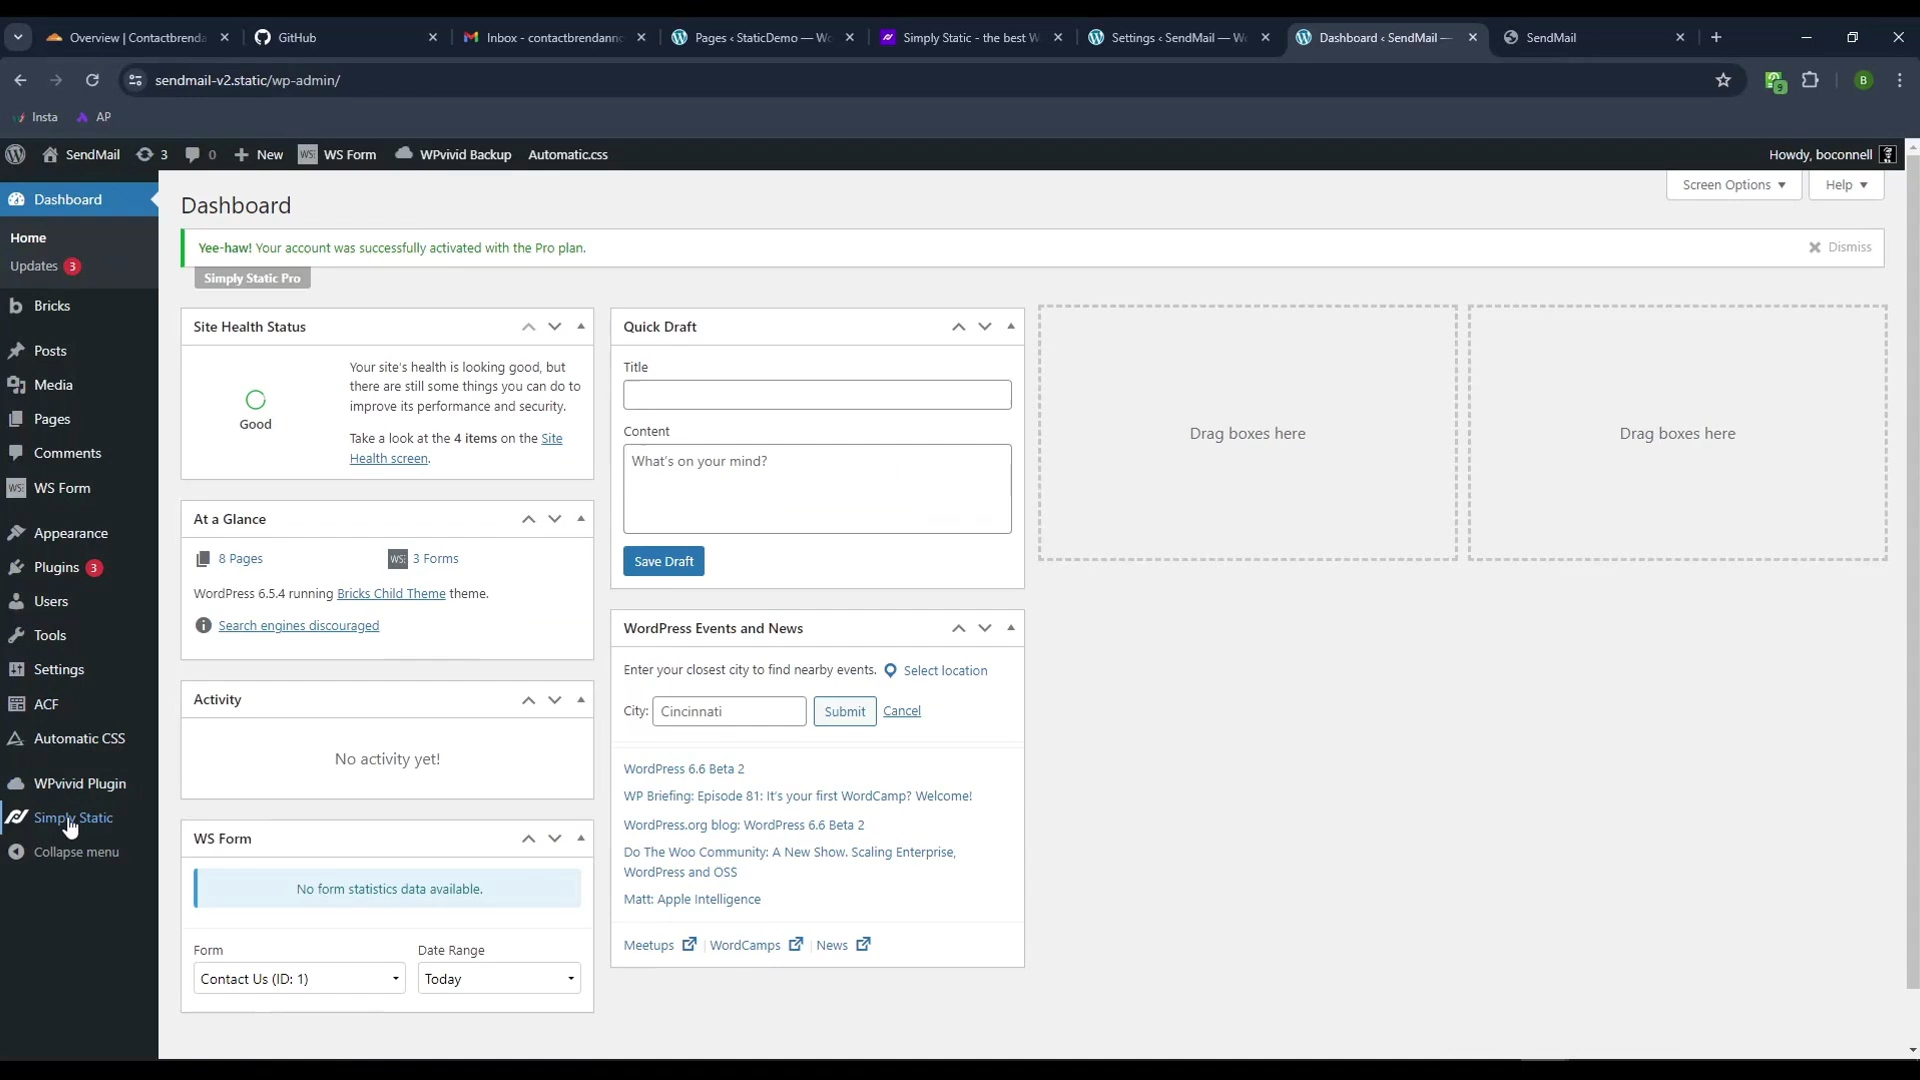 Overview | Contactbrenda
GitHub
Inbox - contactbrendann
Pages ‹ StaticDemo — Wo
Simply Static - the best W
Settings ‹ SendMail — Wo
Dashboard ‹ SendMail —
SendMail
sendmail-v2.static/wp-admin/
9
B
Insta
AP
SendMail
3
0
New
WS Form
WPvivid Backup
Automatic.css
Howdy, boconnell
Dashboard
Home
Updates 3
Bricks
Posts
Media
Pages
Comments
WS Form
Appearance
Plugins 3
Users
Tools
Settings
ACF
Automatic CSS
WPvivid Plugin
Simply Static
Collapse menu
Screen Options
Help
Dashboard
Yee-haw! Your account was successfully activated with the Pro plan.
Dismiss
Simply Static Pro
Site Health Status
Good
Your site's health is looking good, but
there are still some things you can do to
improve its performance and security.
Take a look at the 4 items on the Site
Health screen.
At a Glance
8 Pages
WS 3 Forms
WordPress 6.5.4 running Bricks Child Theme theme.
Search engines discouraged
Activity
No activity yet!
WS Form
No form statistics data available.
Form
Date Range
Contact Us (ID: 1)
Today
Quick Draft
Title
Content
What's on your mind?
Save Draft
WordPress Events and News
Enter your closest city to find nearby events.
Select location
City:
Cincinnati
Submit
Cancel
WordPress 6.6 Beta 2
WP Briefing: Episode 81: It's your first WordCamp? Welcome!
WordPress.org blog: WordPress 6.6 Beta 2
Do The Woo Community: A New Show. Scaling Enterprise,
WordPress and OSS
Matt: Apple Intelligence
Meetups | WordCamps | News
Drag boxes here
Drag boxes here